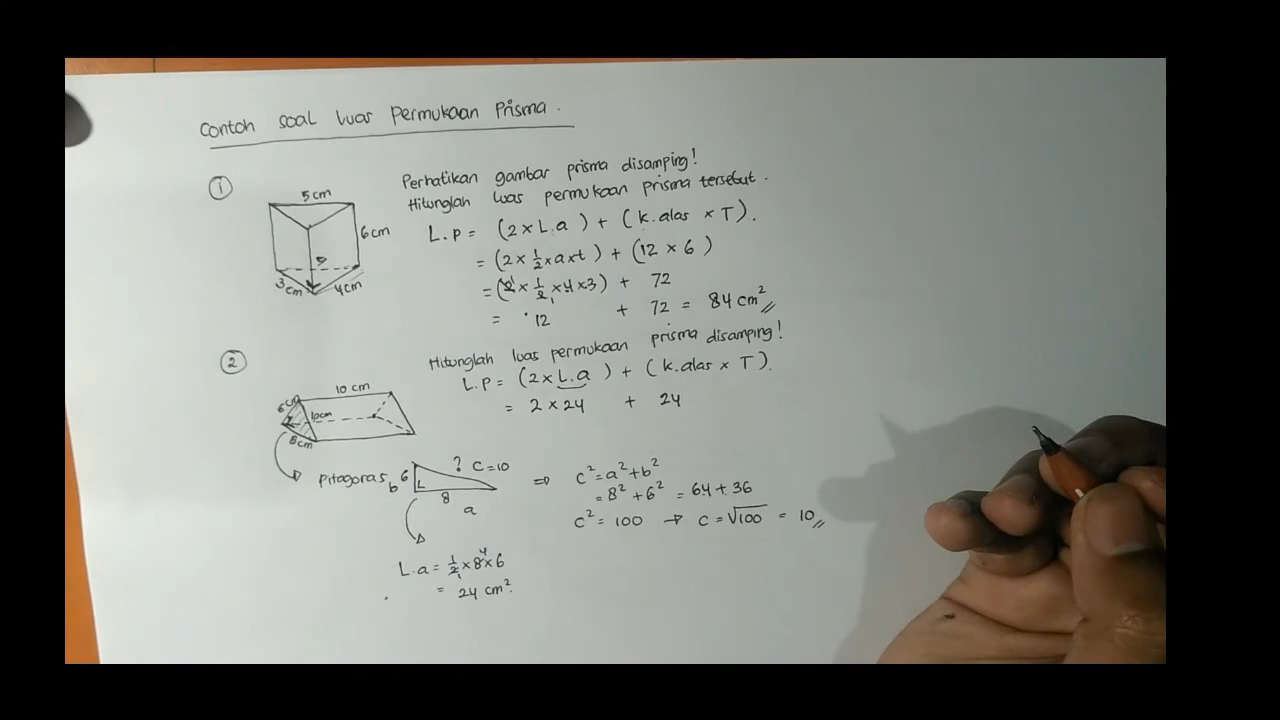 Contoh soal Luas Permukaan Prisma.
1
5 cm
6 cm
3 cm
4 cm
5
Perhatikan gambar prisma disamping!
Hitunglah luas permukaan prisma tersebut.
L.P = (2 × L.a) + (k.alas × T).
= (2 × 1/2 × a × t) + (12 × 6)
= (2 × 1/2 × 4 × 3) + 72
= 12 + 72 = 84 cm²
2
10 cm
6 cm
10cm
8 cm
Hitunglah luas permukaan prisma disamping!
L.P = (2 × L.a) + (k.alas × T).
= 2 × 24 + 24
Pitagoras b 6 ? C = 10
8
a
⇒ c² = a² + b²
= 8² + 6² = 64 + 36
c² = 100 → c = √100 = 10
L.a = 1/2 × 8 × 6
= 24 cm².